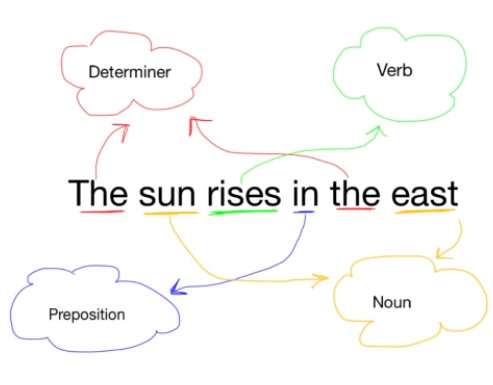 Determiner
Verb
The sun rises in the east
Preposition
Noun